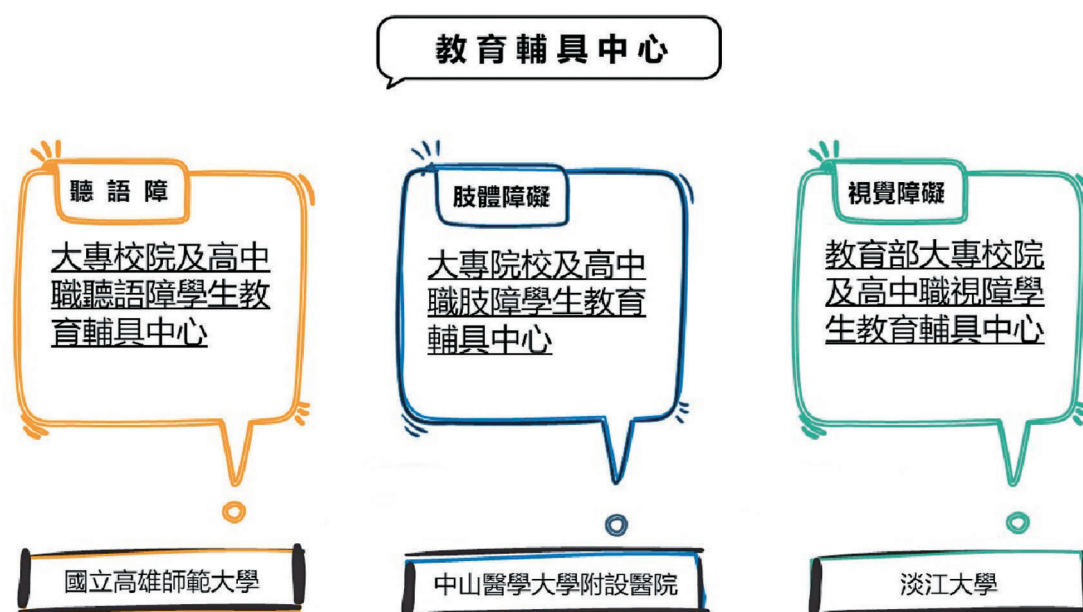 教育輔具中心
聽語障
大專校院及高中
職聽語障學生教
育輔具中心
國立高雄師範大學
肢體障礙
大專院校及高中
職肢障學生教育
輔具中心
中山醫學大學附設醫院
視覺障礙
教育部大專校院
及高中職視障學
生教育輔具中心
淡江大學